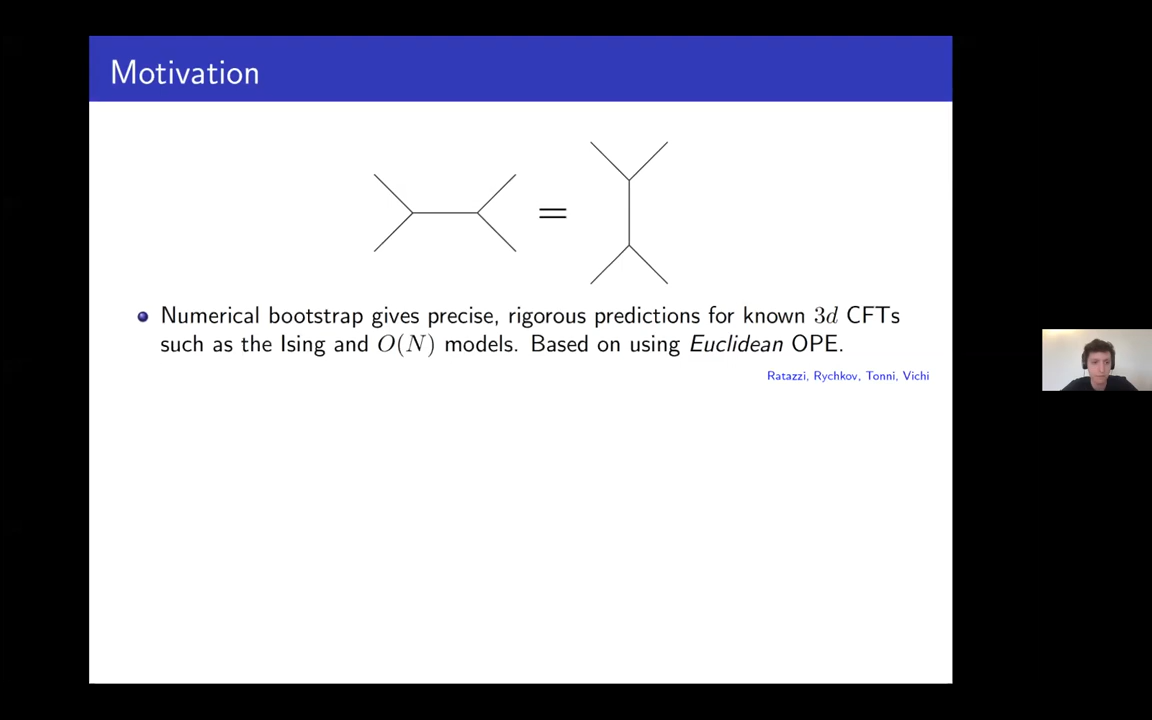 Motivation
=
Numerical bootstrap gives precise, rigorous predictions for known 3d CFTs
such as the Ising and O(N) models. Based on using Euclidean OPE.
Ratazzi, Rychkov, Tonni, Vichi